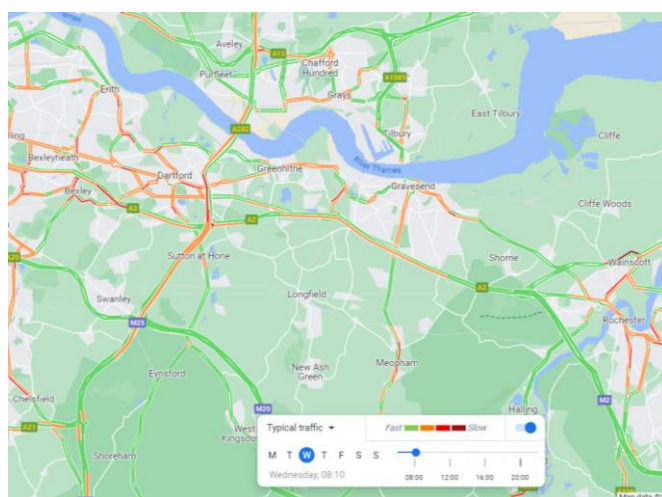 Thames
Aveley
A13
Chafford
Hundred
Purfleet
A1089
Erith
Grays
East Tilbury
A282
Tilbury
Cliffe
Bexleyheath
River Thames
Dartford
Greenhithe
Bexley
Gravesend
A2
A2
Cliffe Woods
A20
Sutton at Hone
Shorne
Wainscott
A2
Swanley
Longfield
Rochester
M25
Meopham
Eynsford
New Ash
Green
M2
Chelsfield
M20
Halling
A21
West
Kingsdo
Shoreham
Typical traffic
Fast
Slow
M T W T F S S
Wednesday, 08:10
08:00 12:00 16:00 20:00